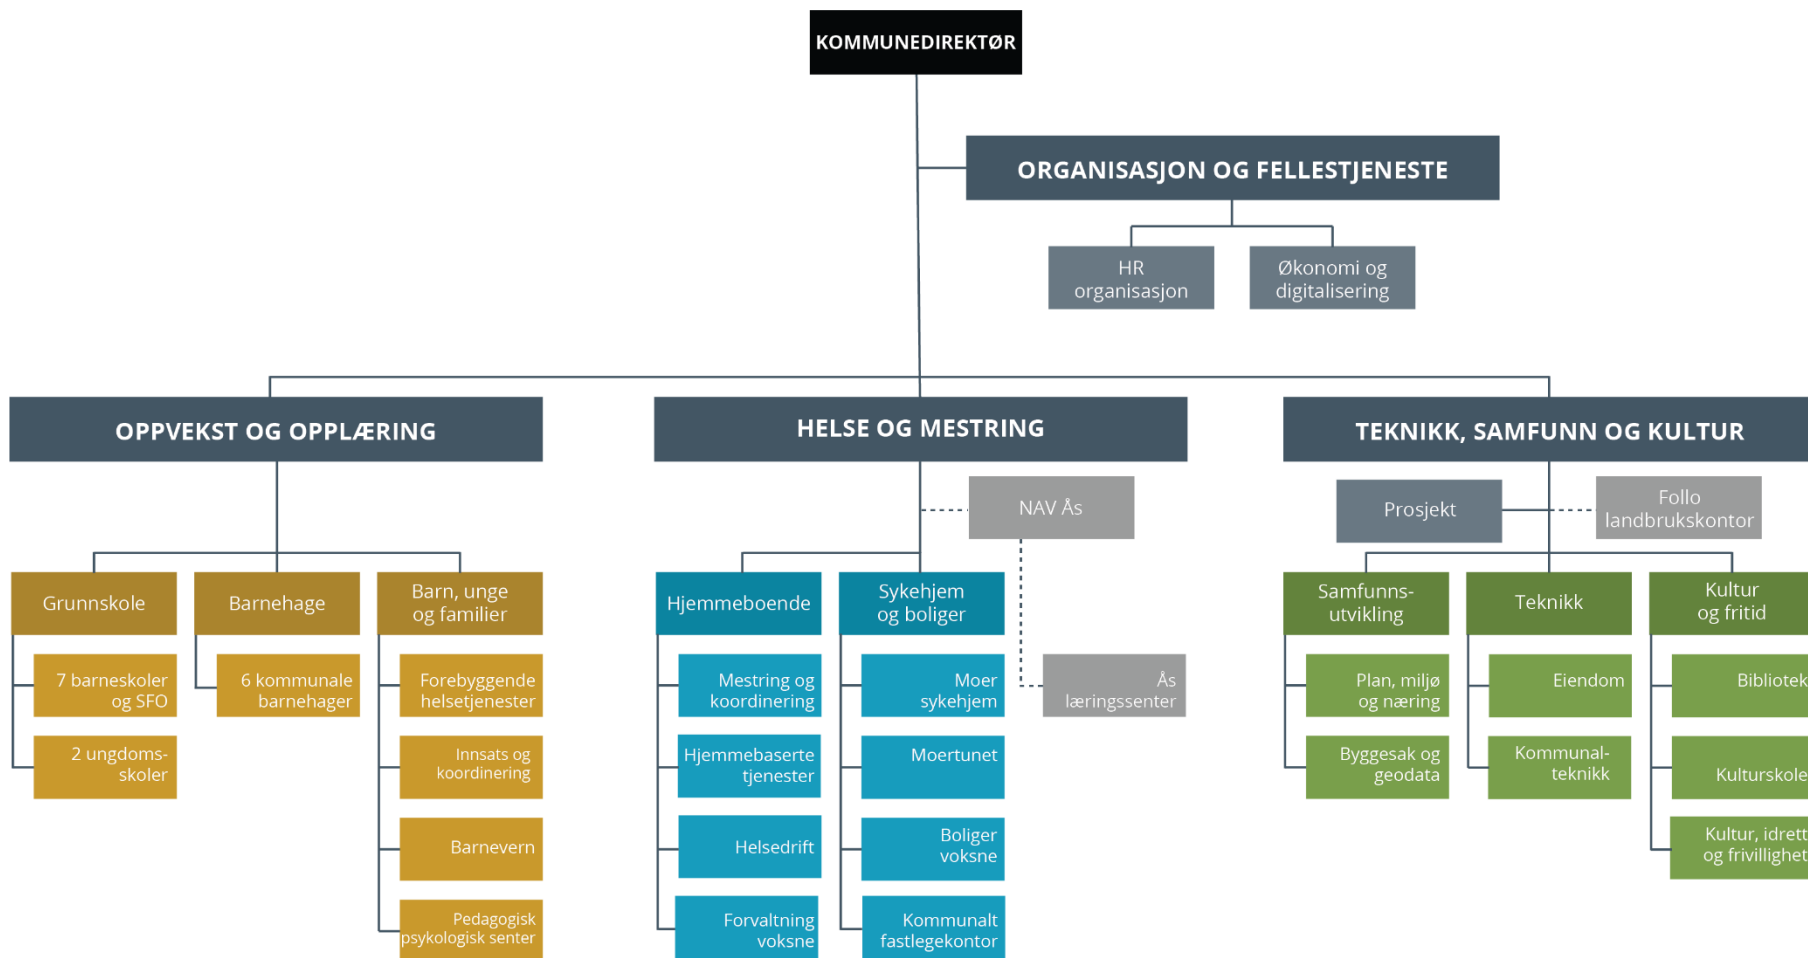 KOMMUNEDIREKTØR
ORGANISASJON OG FELLESTJENESTE
HR
organisasjon
Økonomi og
digitalisering
OPPVEKST OG OPPLÆRING
HELSE OG MESTRING
TEKNIKK, SAMFUNN OG KULTUR
NAV Ås
Prosjekt
Follo
landbrukskontor
Grunnskole
7 barneskoler
og SFO
2 ungdoms-
skoler
Barnehage
6 kommunale
barnehager
Barn, unge
og familier
Forebyggende
helsetjenester
Innsats og
koordinering
Barnevern
Pedagogisk
psykologisk senter
Hjemmeboende
Mestring og
koordinering
Hjemmebaserte
tjenester
Helsedrift
Forvaltning
voksne
Sykehjem
og boliger
Moer
sykehjem
Moertunet
Boliger
voksne
Kommunalt
fastlegekontor
Ås
læringssenter
Samfunns-
utvikling
Plan, miljø
og næring
Byggesak og
geodata
Teknikk
Eiendom
Kommunal-
teknikk
Kultur
og fritid
Bibliotek
Kulturskole
Kultur, idrett
og frivillighet